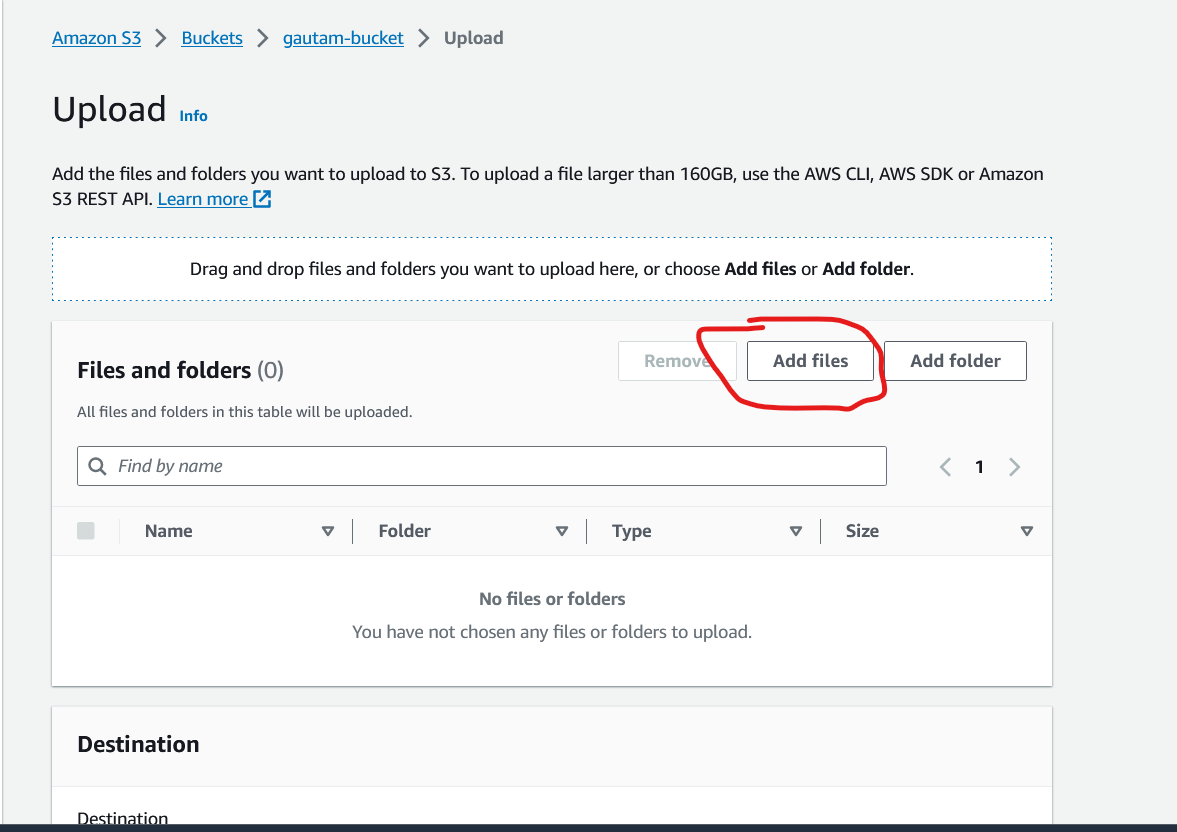 Amazon S3 > Buckets > gautam-bucket > Upload
Upload Info
Add the files and folders you want to upload to S3. To upload a file larger than 160GB, use the AWS CLI, AWS SDK or Amazon
S3 REST API. Learn more
Drag and drop files and folders you want to upload here, or choose Add files or Add folder.
Files and folders (0)
Remove Add files Add folder
All files and folders in this table will be uploaded.
Find by name
1
Name Folder Type Size
No files or folders
You have not chosen any files or folders to upload.
Destination
Destination